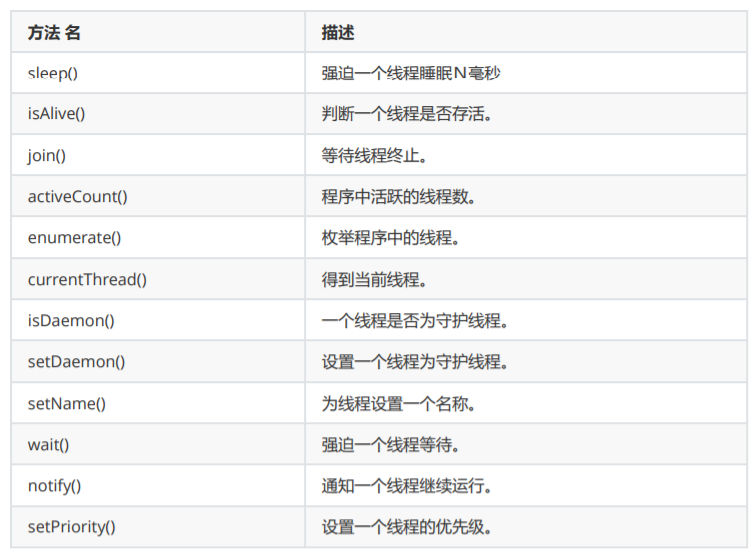 方法 名 描述
sleep() 强迫一个线程睡眠N毫秒
isAlive() 判断一个线程是否存活。
join() 等待线程终止。
activeCount() 程序中活跃的线程数。
enumerate() 枚举程序中的线程。
currentThread() 得到当前线程。
isDaemon() 一个线程是否为守护线程。
setDaemon() 设置一个线程为守护线程。
setName() 为线程设置一个名称。
wait() 强迫一个线程等待。
notify() 通知一个线程继续运行。
setPriority() 设置一个线程的优先级。